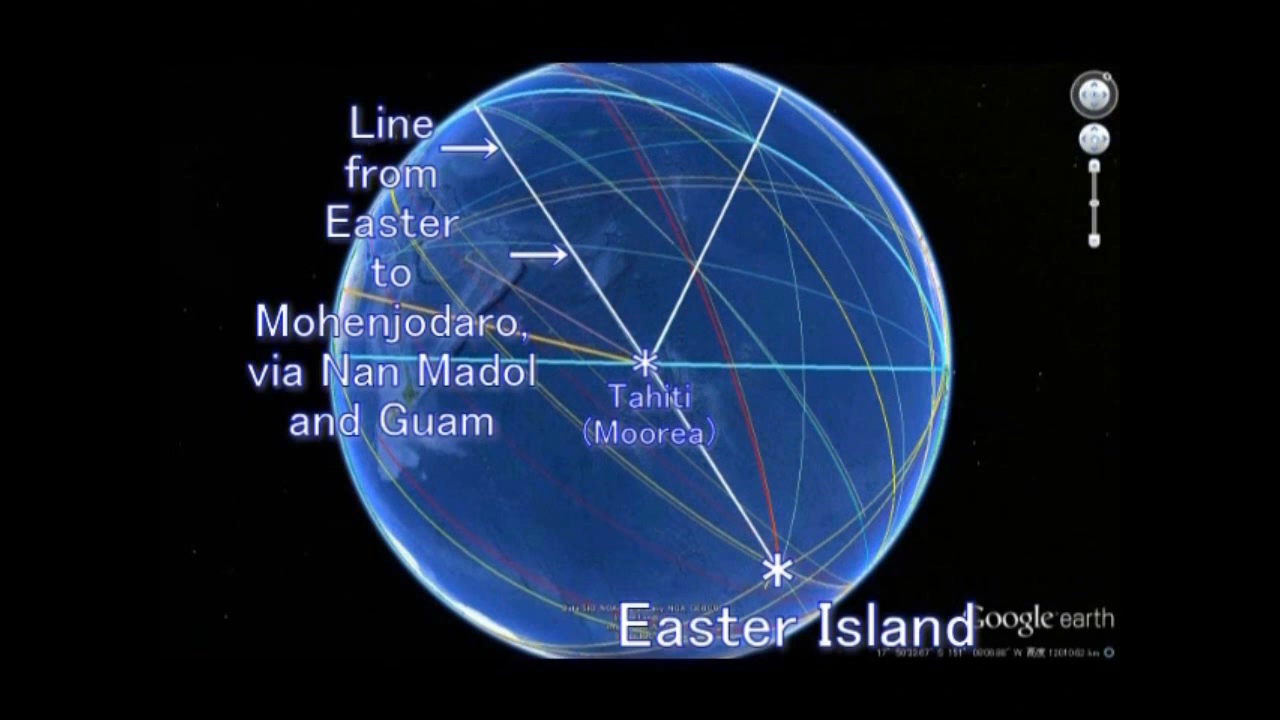 Line
from
Easter
to
Mohenjodaro,
via Nan Madol
and Guam
Tahiti
(Moorea)
Easter Island
Google earth